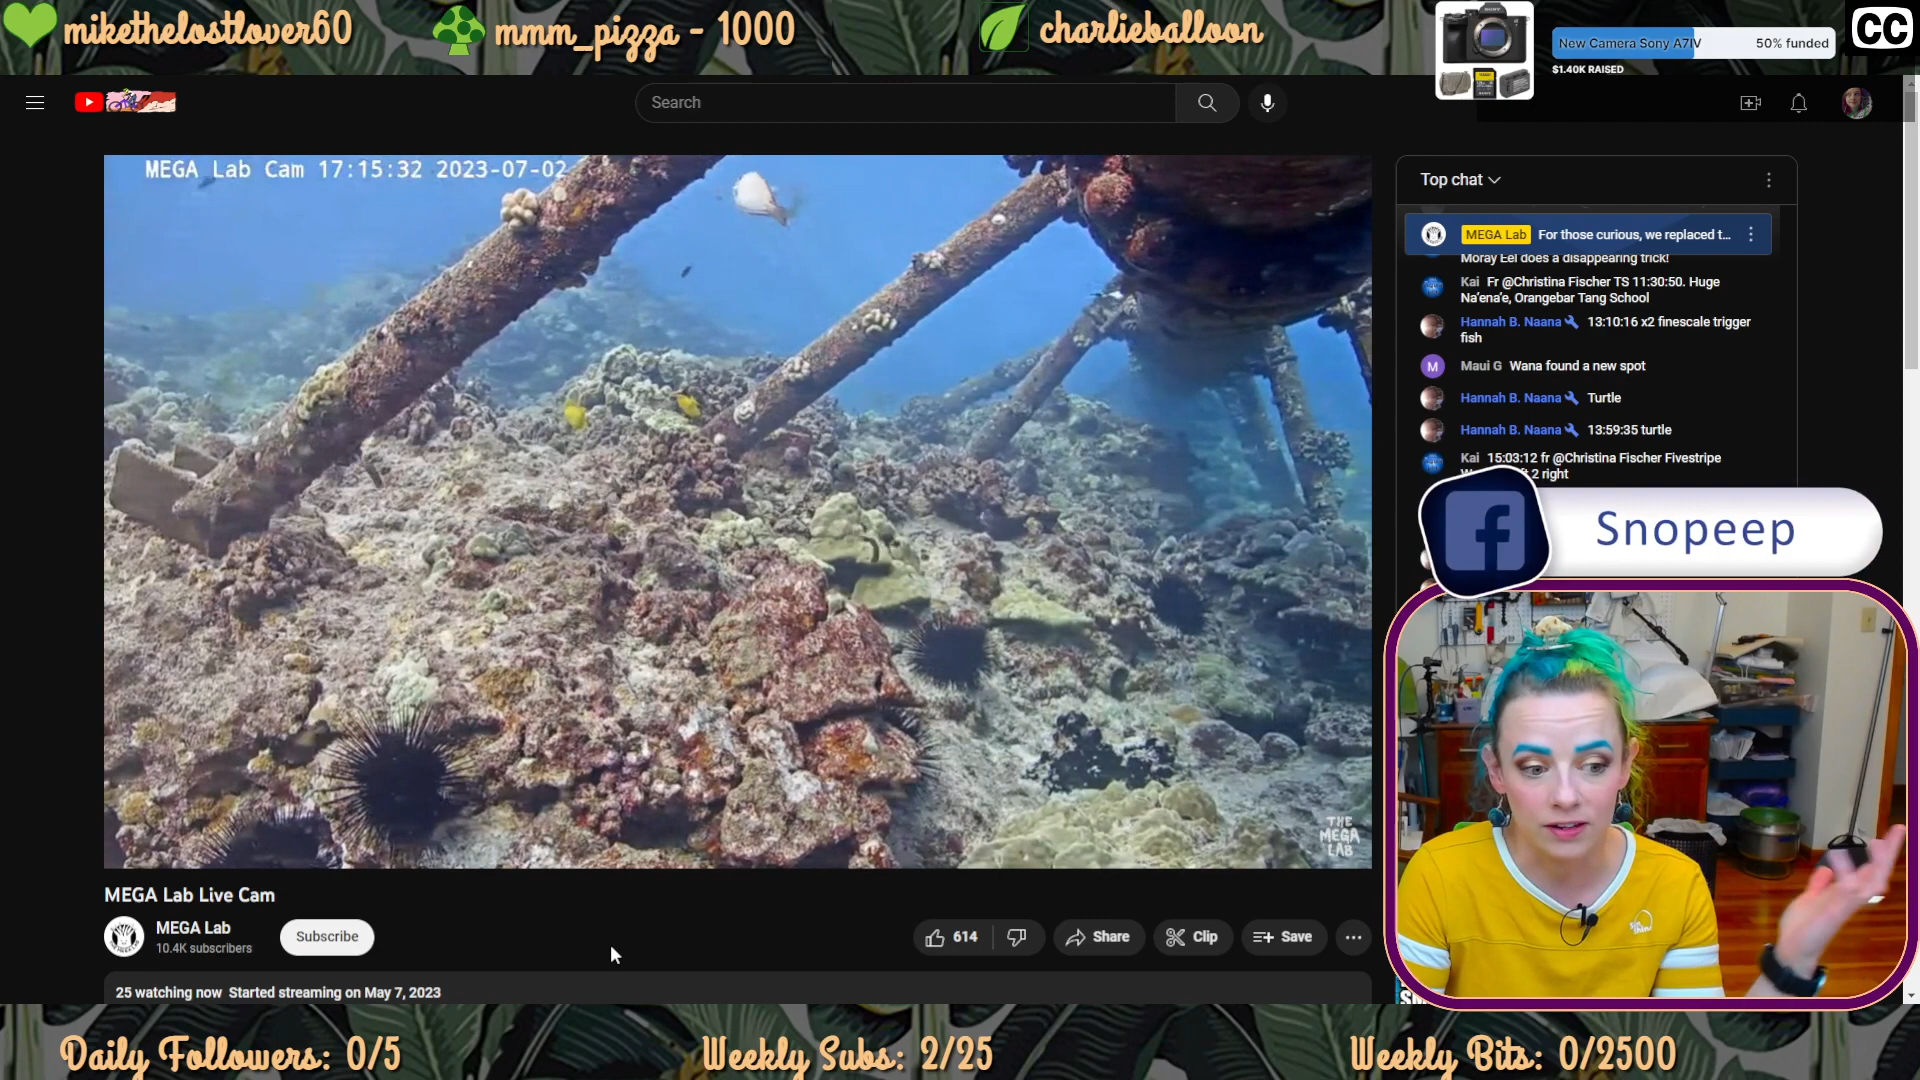 mikethelostlover60
mmm_pizza - 1000
charlieballoon
SONY
New Camera Sony A7IV 50% funded
$1.40K RAISED
CC
Search
MEGA Lab Cam 17:15:32 2023-07-02
Top chat
MEGA Lab For those curious, we replaced t...
Moray Eel does a disappearing trick!
Kai Fr @Christina Fischer TS 11:30:50. Huge
Na'ena'e, Orangebar Tang School
Hannah B. Naana 13:10:16 x2 finescale trigger
fish
M Maui G Wana found a new spot
Hannah B. Naana Turtle
Hannah B. Naana 13:59:35 turtle
Kai 15:03:12 fr @Christina Fischer Fivestripe
2 right
f Snopeep
THE
MEGA
LAB
MEGA Lab Live Cam
MEGA Lab
10.4K subscribers
Subscribe
614
Share
Clip
Save
25 watching now Started streaming on May 7, 2023
Daily Followers: 0/5
Weekly Subs: 2/25
Weekly Bits: 0/2500